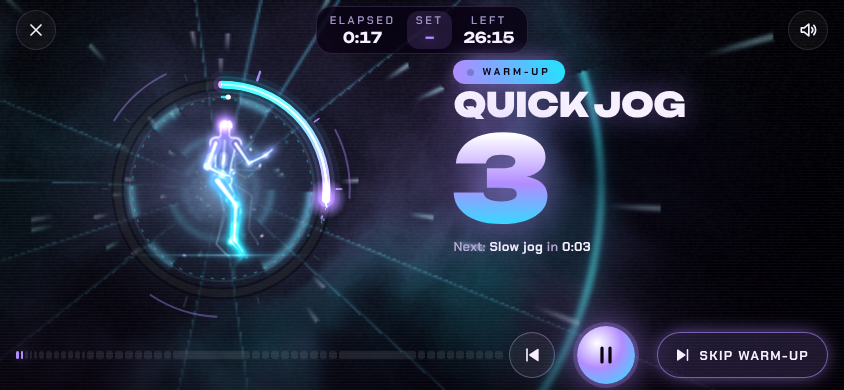 ELAPSED SET LEFT
0:17 – 26:15
WARM-UP
QUICK JOG
3
Next: Slow jog in 0:03
SKIP WARM-UP